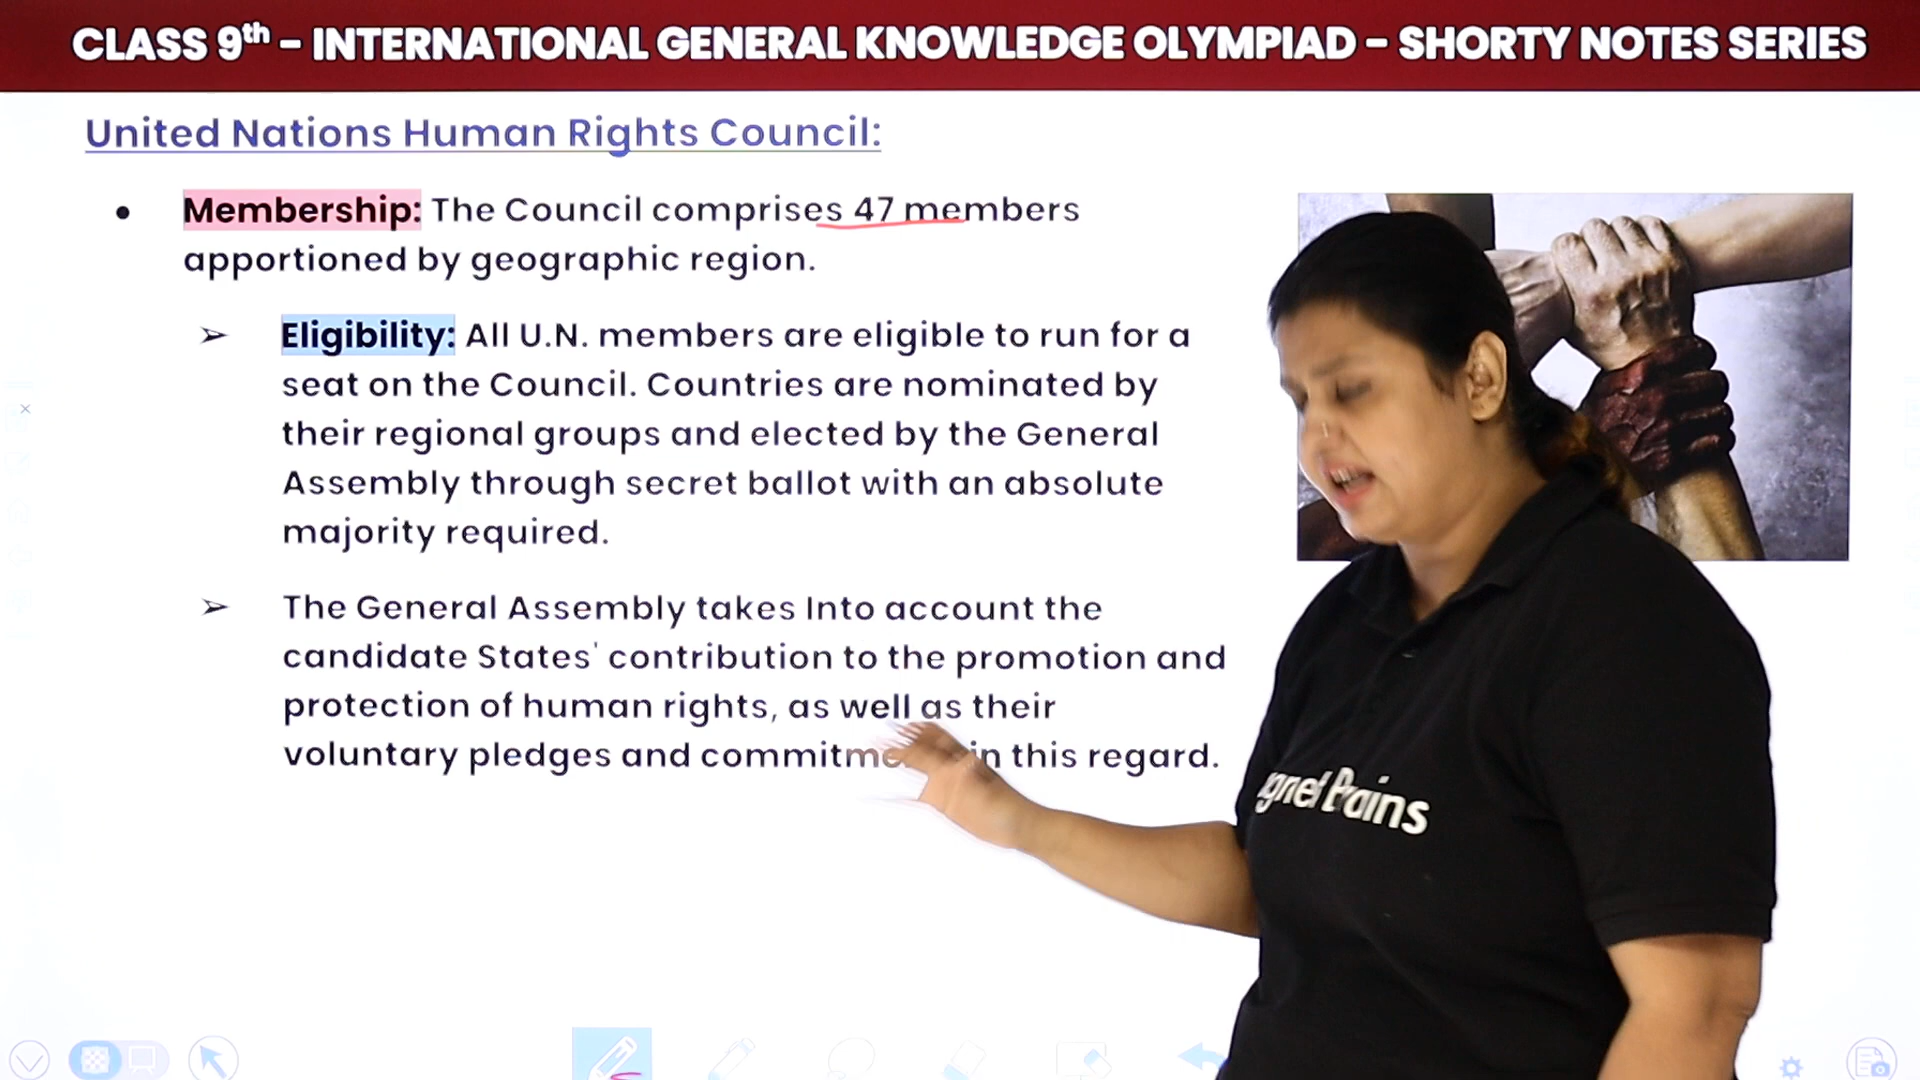 CLASS 9th – INTERNATIONAL GENERAL KNOWLEDGE OLYMPIAD – SHORTY NOTES SERIES
United Nations Human Rights Council:
• Membership: The Council comprises 47 members
apportioned by geographic region.
➢ Eligibility: All U.N. members are eligible to run for a
seat on the Council. Countries are nominated by
their regional groups and elected by the General
Assembly through secret ballot with an absolute
majority required.
➢ The General Assembly takes Into account the
candidate States' contribution to the promotion and
protection of human rights, as well as their
voluntary pledges and in this regard.
Brains